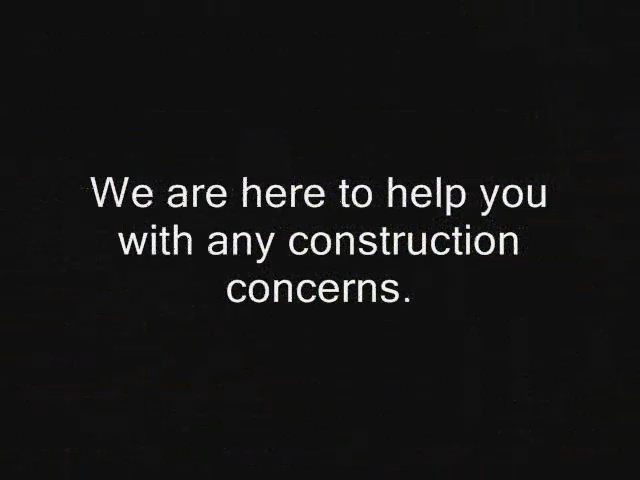 We are here to help you
with any construction
concerns.